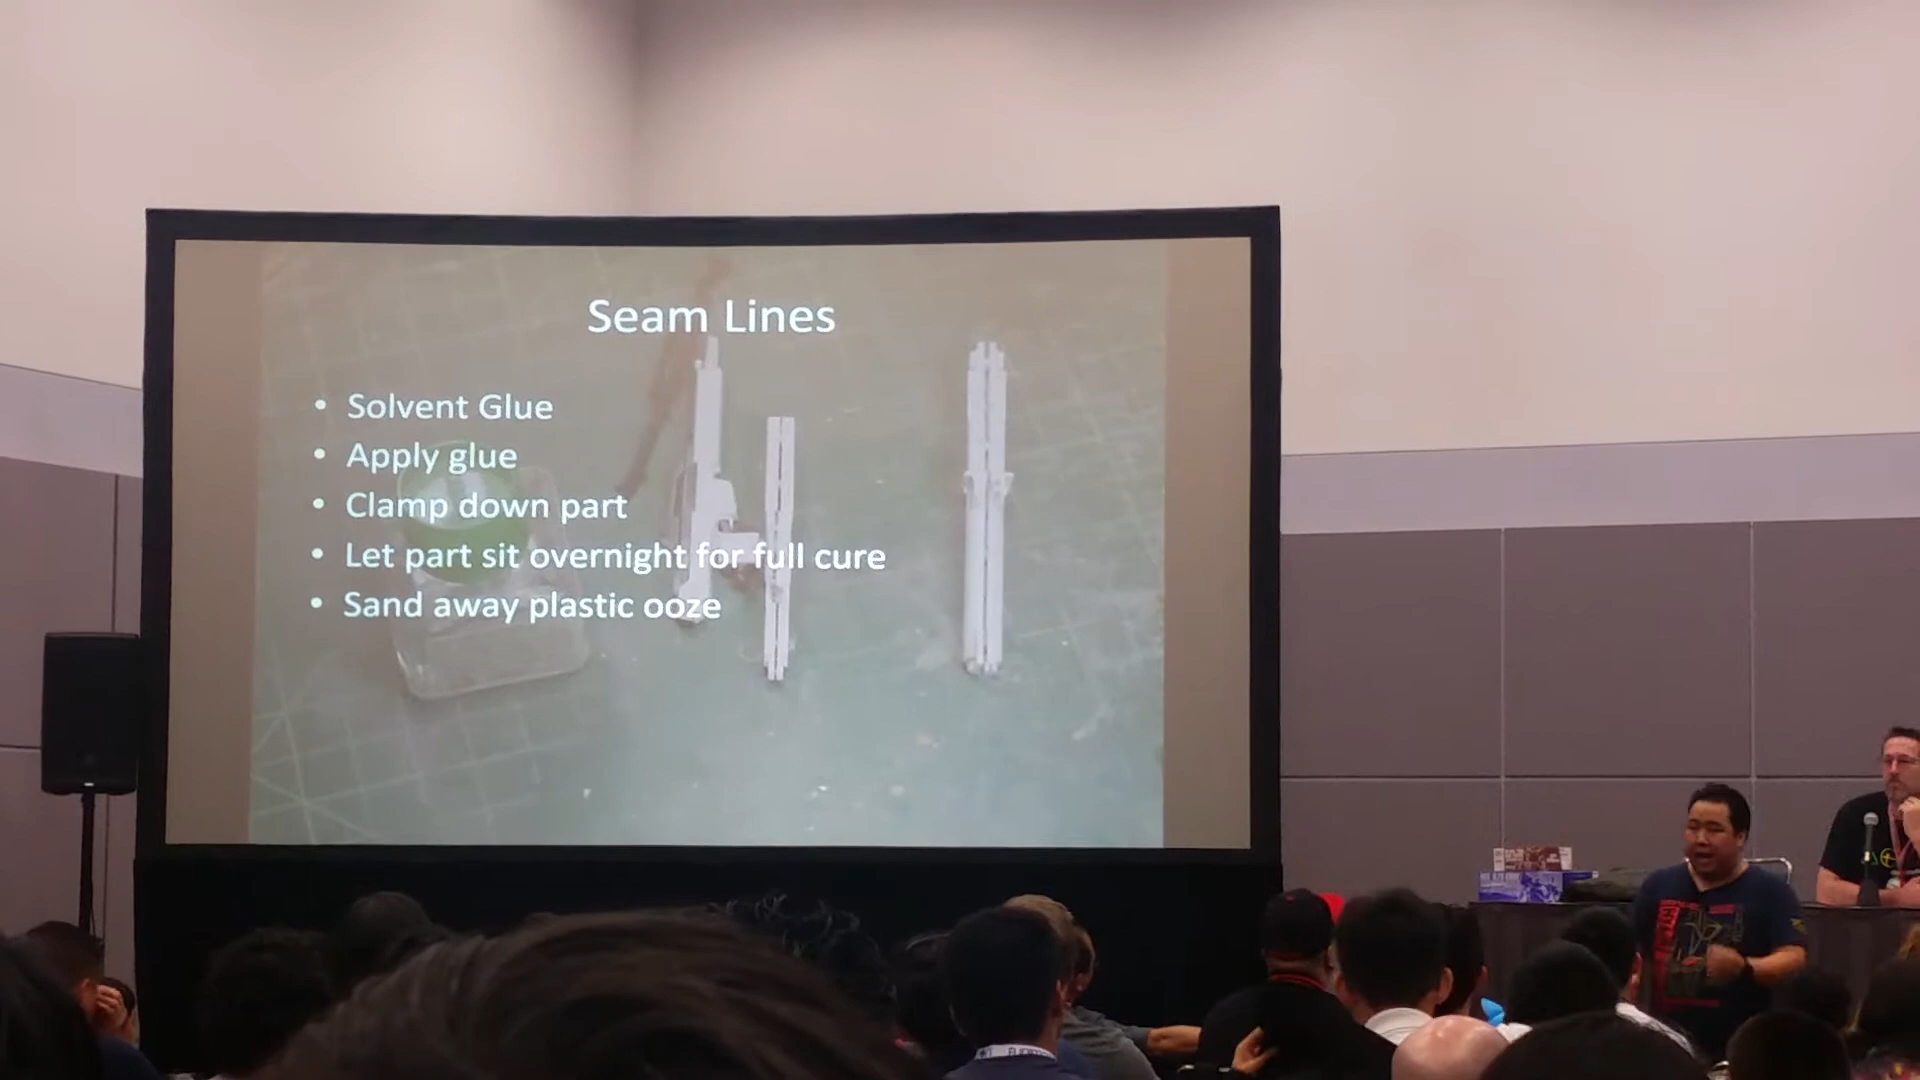 Seam Lines
• Solvent Glue
• Apply glue
• Clamp down part
• Let part sit overnight for full cure
• Sand away plastic ooze